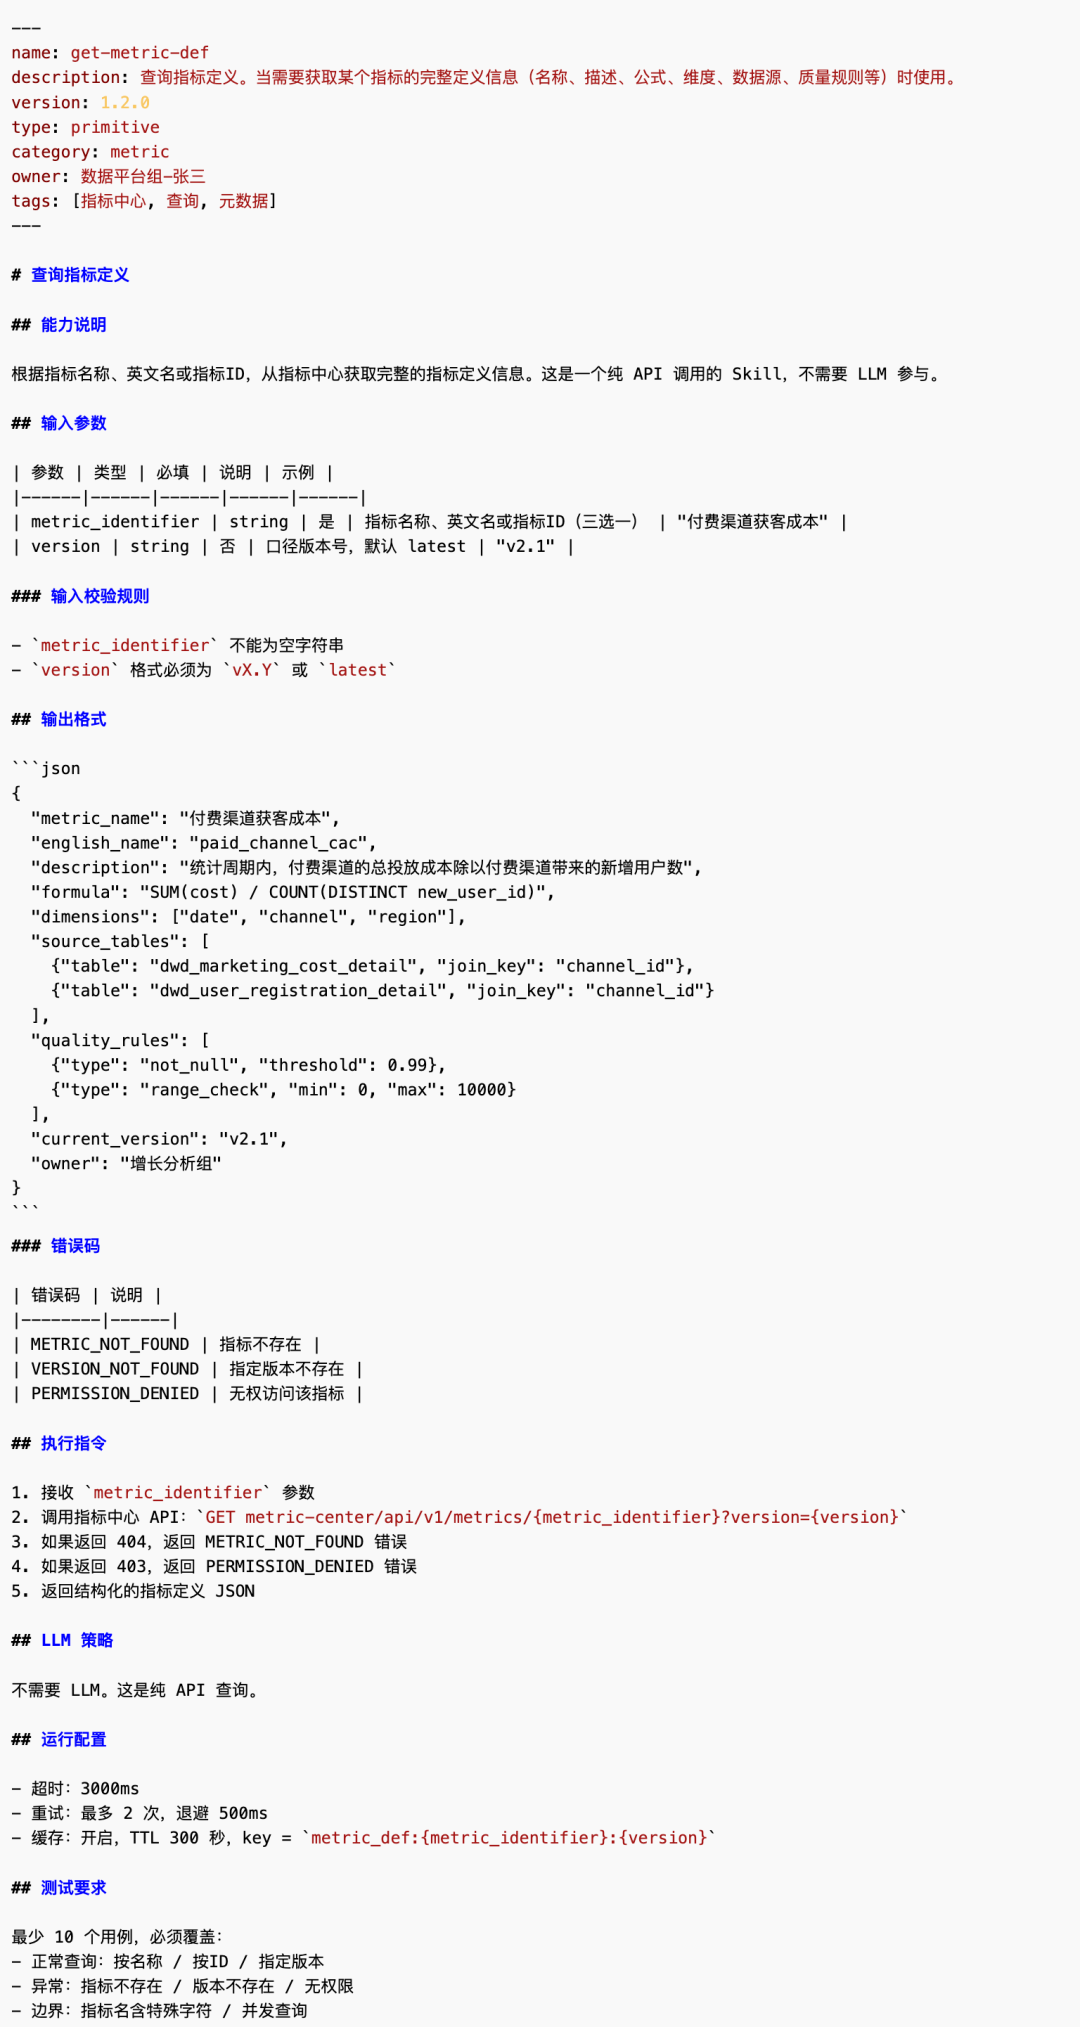 ---
name: get-metric-def
description: 查询指标定义。当需要获取某个指标的完整定义信息（名称、描述、公式、维度、数据源、质量规则等）时使用。
version: 1.2.0
type: primitive
category: metric
owner: 数据平台组-张三
tags: [指标中心, 查询, 元数据]
---
# 查询指标定义
## 能力说明
根据指标名称、英文名或指标ID，从指标中心获取完整的指标定义信息。这是一个纯 API 调用的 Skill，不需要 LLM 参与。
## 输入参数
| 参数 | 类型 | 必填 | 说明 | 示例 |
|------|------|------|------|------|
| metric_identifier | string | 是 | 指标名称、英文名或指标ID（三选一） | "付费渠道获客成本" |
| version | string | 否 | 口径版本号，默认 latest | "v2.1" |
### 输入校验规则
- `metric_identifier` 不能为空字符串
- `version` 格式必须为 `vX.Y` 或 `latest`
## 输出格式
```json
{
  "metric_name": "付费渠道获客成本",
  "english_name": "paid_channel_cac",
  "description": "统计周期内，付费渠道的总投放成本除以付费渠道带来的新增用户数",
  "formula": "SUM(cost) / COUNT(DISTINCT new_user_id)",
  "dimensions": ["date", "channel", "region"],
  "source_tables": [
    {"table": "dwd_marketing_cost_detail", "join_key": "channel_id"},
    {"table": "dwd_user_registration_detail", "join_key": "channel_id"}
  ],
  "quality_rules": [
    {"type": "not_null", "threshold": 0.99},
    {"type": "range_check", "min": 0, "max": 10000}
  ],
  "current_version": "v2.1",
  "owner": "增长分析组"
}
```
### 错误码
| 错误码 | 说明 |
|--------|------|
| METRIC_NOT_FOUND | 指标不存在 |
| VERSION_NOT_FOUND | 指定版本不存在 |
| PERMISSION_DENIED | 无权访问该指标 |
## 执行指令
1. 接收 `metric_identifier` 参数
2. 调用指标中心 API：`GET metric-center/api/v1/metrics/{metric_identifier}?version={version}`
3. 如果返回 404，返回 METRIC_NOT_FOUND 错误
4. 如果返回 403，返回 PERMISSION_DENIED 错误
5. 返回结构化的指标定义 JSON
## LLM 策略
不需要 LLM。这是纯 API 查询。
## 运行配置
- 超时：3000ms
- 重试：最多 2 次，退避 500ms
- 缓存：开启，TTL 300 秒，key = `metric_def:{metric_identifier}:{version}`
## 测试要求
最少 10 个用例，必须覆盖：
- 正常查询：按名称 / 按ID / 指定版本
- 异常：指标不存在 / 版本不存在 / 无权限
- 边界：指标名含特殊字符 / 并发查询